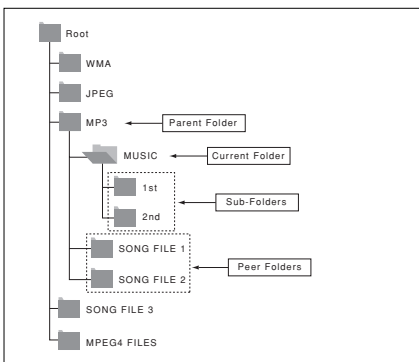 Root
WMA
JPEG
MP3
Parent Folder
MUSIC
Current Folder
1st
2nd
Sub-Folders
SONG FILE 1
SONG FILE 2
Peer Folders
SONG FILE 3
MPEG4 FILES